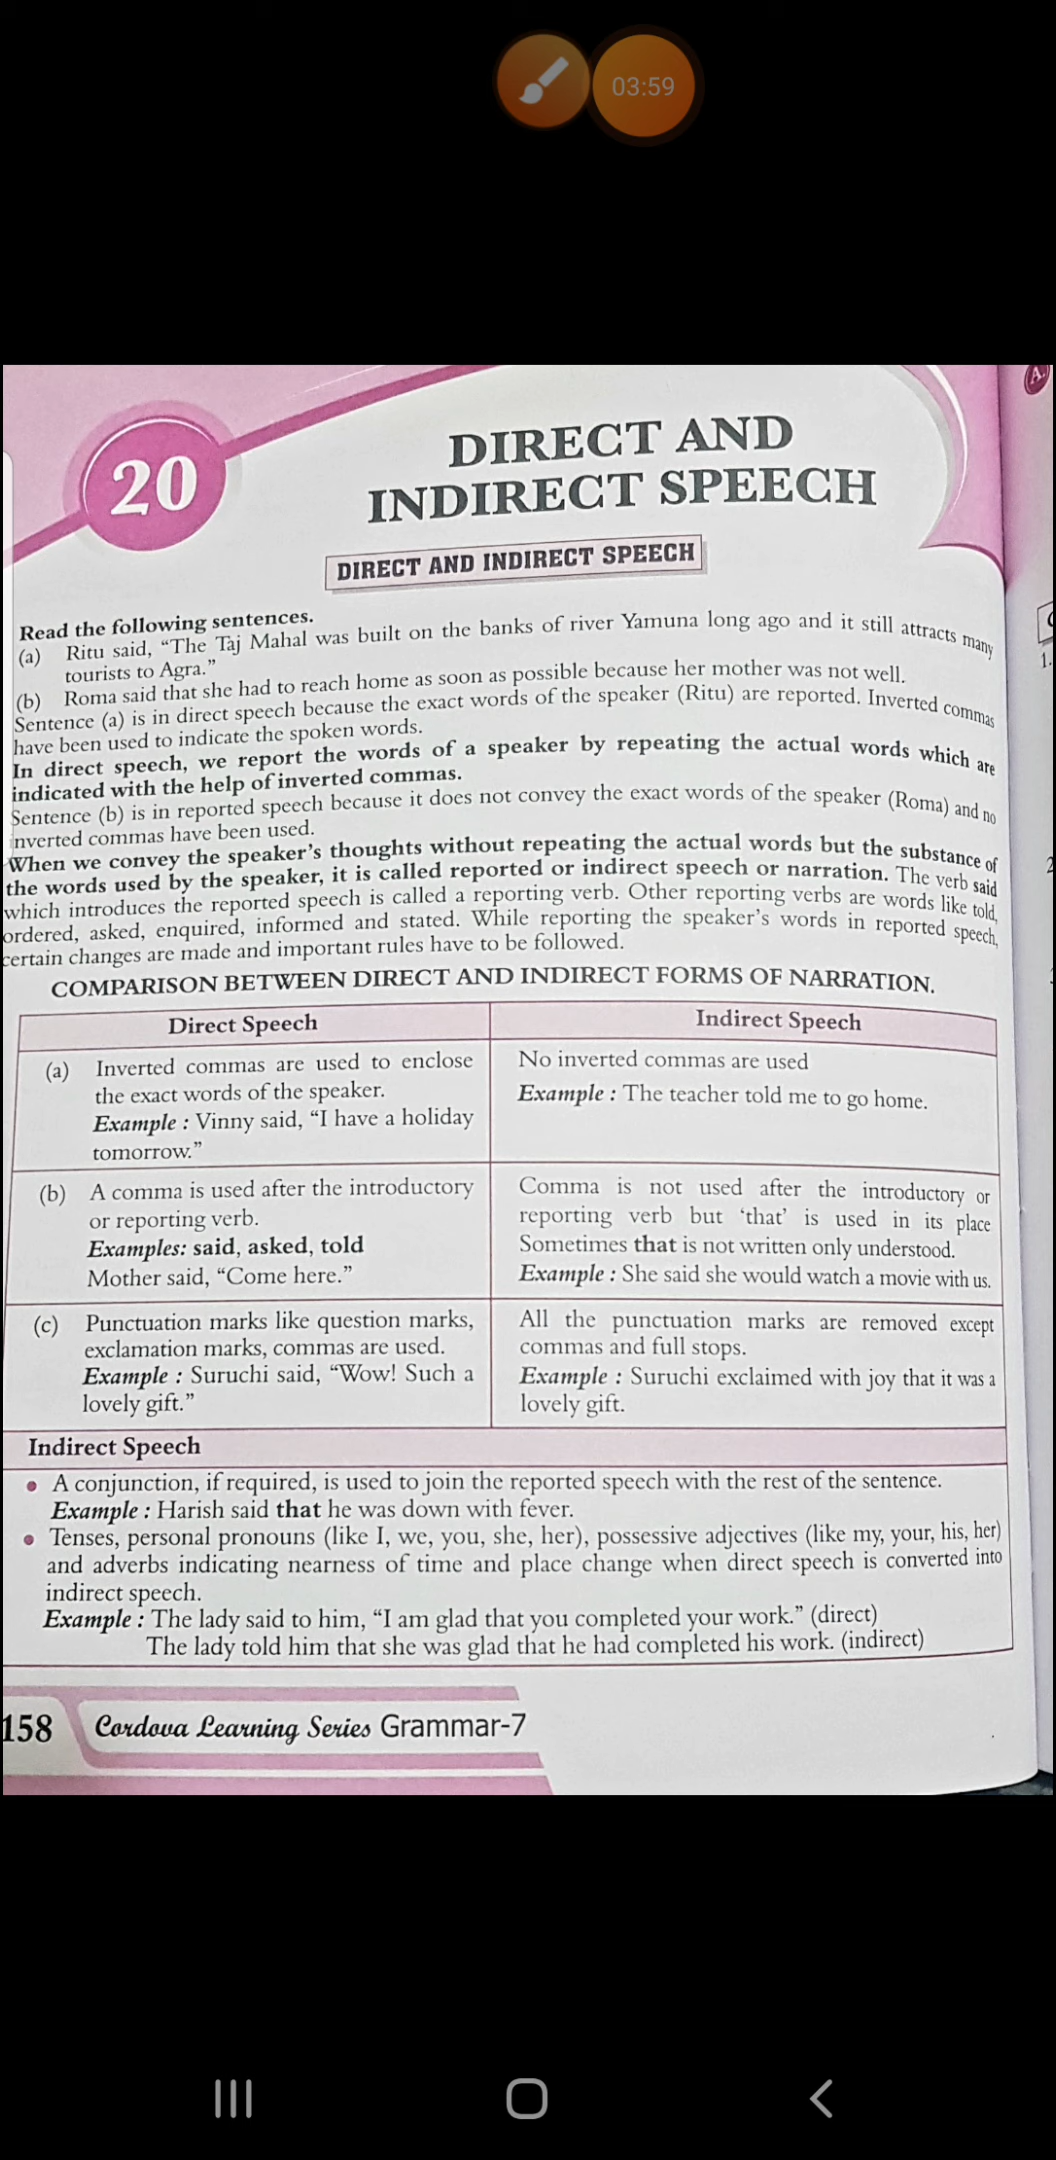 03:59
A.
20
DIRECT AND
INDIRECT SPEECH
DIRECT AND INDIRECT SPEECH
Read the following sentences.
(a) Ritu said, “The Taj Mahal was built on the banks of river Yamuna long ago and it still attracts many
tourists to Agra.”
(b) Roma said that she had to reach home as soon as possible because her mother was not well.
Sentence (a) is in direct speech because the exact words of the speaker (Ritu) are reported. Inverted commas
have been used to indicate the spoken words.
In direct speech, we report the words of a speaker by repeating the actual words which are
indicated with the help of inverted commas.
Sentence (b) is in reported speech because it does not convey the exact words of the speaker (Roma) and no
inverted commas have been used.
When we convey the speaker’s thoughts without repeating the actual words but the substance of
the words used by the speaker, it is called reported or indirect speech or narration. The verb said
which introduces the reported speech is called a reporting verb. Other reporting verbs are words like told,
ordered, asked, enquired, informed and stated. While reporting the speaker’s words in reported speech,
certain changes are made and important rules have to be followed.
COMPARISON BETWEEN DIRECT AND INDIRECT FORMS OF NARRATION.
Direct Speech
Indirect Speech
(a) Inverted commas are used to enclose
the exact words of the speaker.
Example : Vinny said, “I have a holiday
tomorrow.”
No inverted commas are used
Example : The teacher told me to go home.
(b) A comma is used after the introductory
or reporting verb.
Examples: said, asked, told
Mother said, “Come here.”
Comma is not used after the introductory or
reporting verb but ‘that’ is used in its place
Sometimes that is not written only understood.
Example : She said she would watch a movie with us.
(c) Punctuation marks like question marks,
exclamation marks, commas are used.
Example : Suruchi said, “Wow! Such a
lovely gift.”
All the punctuation marks are removed except
commas and full stops.
Example : Suruchi exclaimed with joy that it was a
lovely gift.
Indirect Speech
• A conjunction, if required, is used to join the reported speech with the rest of the sentence.
Example : Harish said that he was down with fever.
• Tenses, personal pronouns (like I, we, you, she, her), possessive adjectives (like my, your, his, her)
and adverbs indicating nearness of time and place change when direct speech is converted into
indirect speech.
Example : The lady said to him, “I am glad that you completed your work.” (direct)
The lady told him that she was glad that he had completed his work. (indirect)
158 Cordova Learning Series Grammar-7
1.